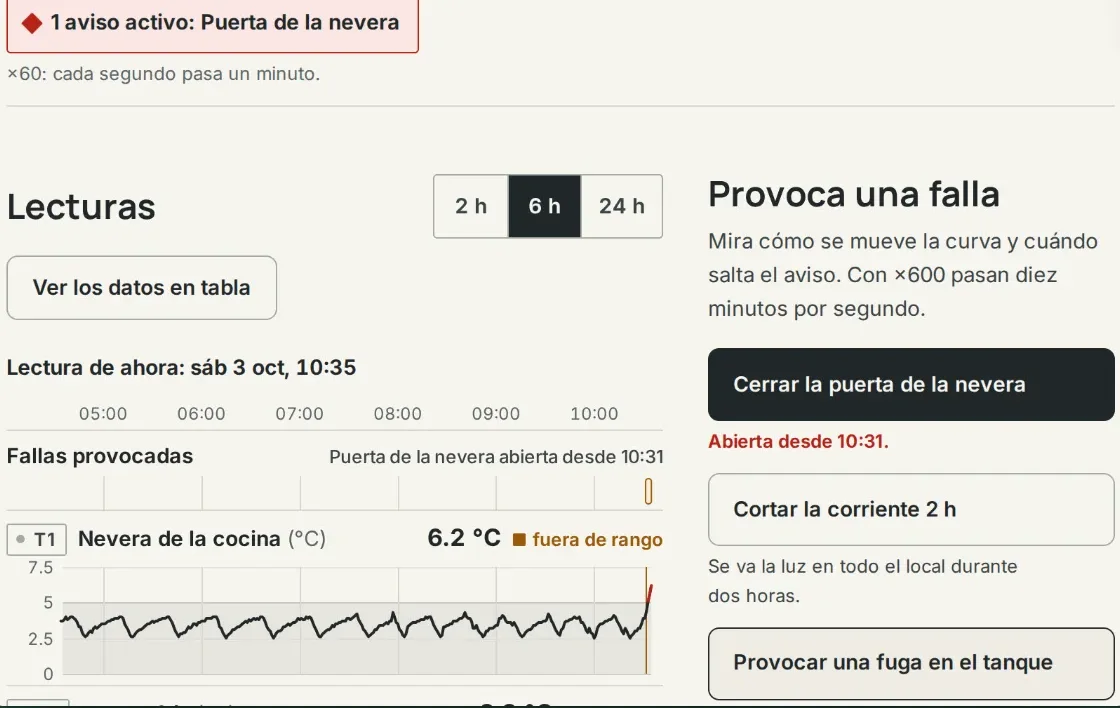 1 aviso activo: Puerta de la nevera
×60: cada segundo pasa un minuto.
Lecturas
2 h
6 h
24 h
Ver los datos en tabla
Lectura de ahora: sáb 3 oct, 10:35
05:00 06:00 07:00 08:00 09:00 10:00
Fallas provocadas
Puerta de la nevera abierta desde 10:31
T1
Nevera de la cocina (°C)
6.2 °C
fuera de rango
7.5
5
2.5
0
Provoca una falla
Mira cómo se mueve la curva y cuándo
salta el aviso. Con ×600 pasan diez
minutos por segundo.
Cerrar la puerta de la nevera
Abierta desde 10:31.
Cortar la corriente 2 h
Se va la luz en todo el local durante
dos horas.
Provocar una fuga en el tanque